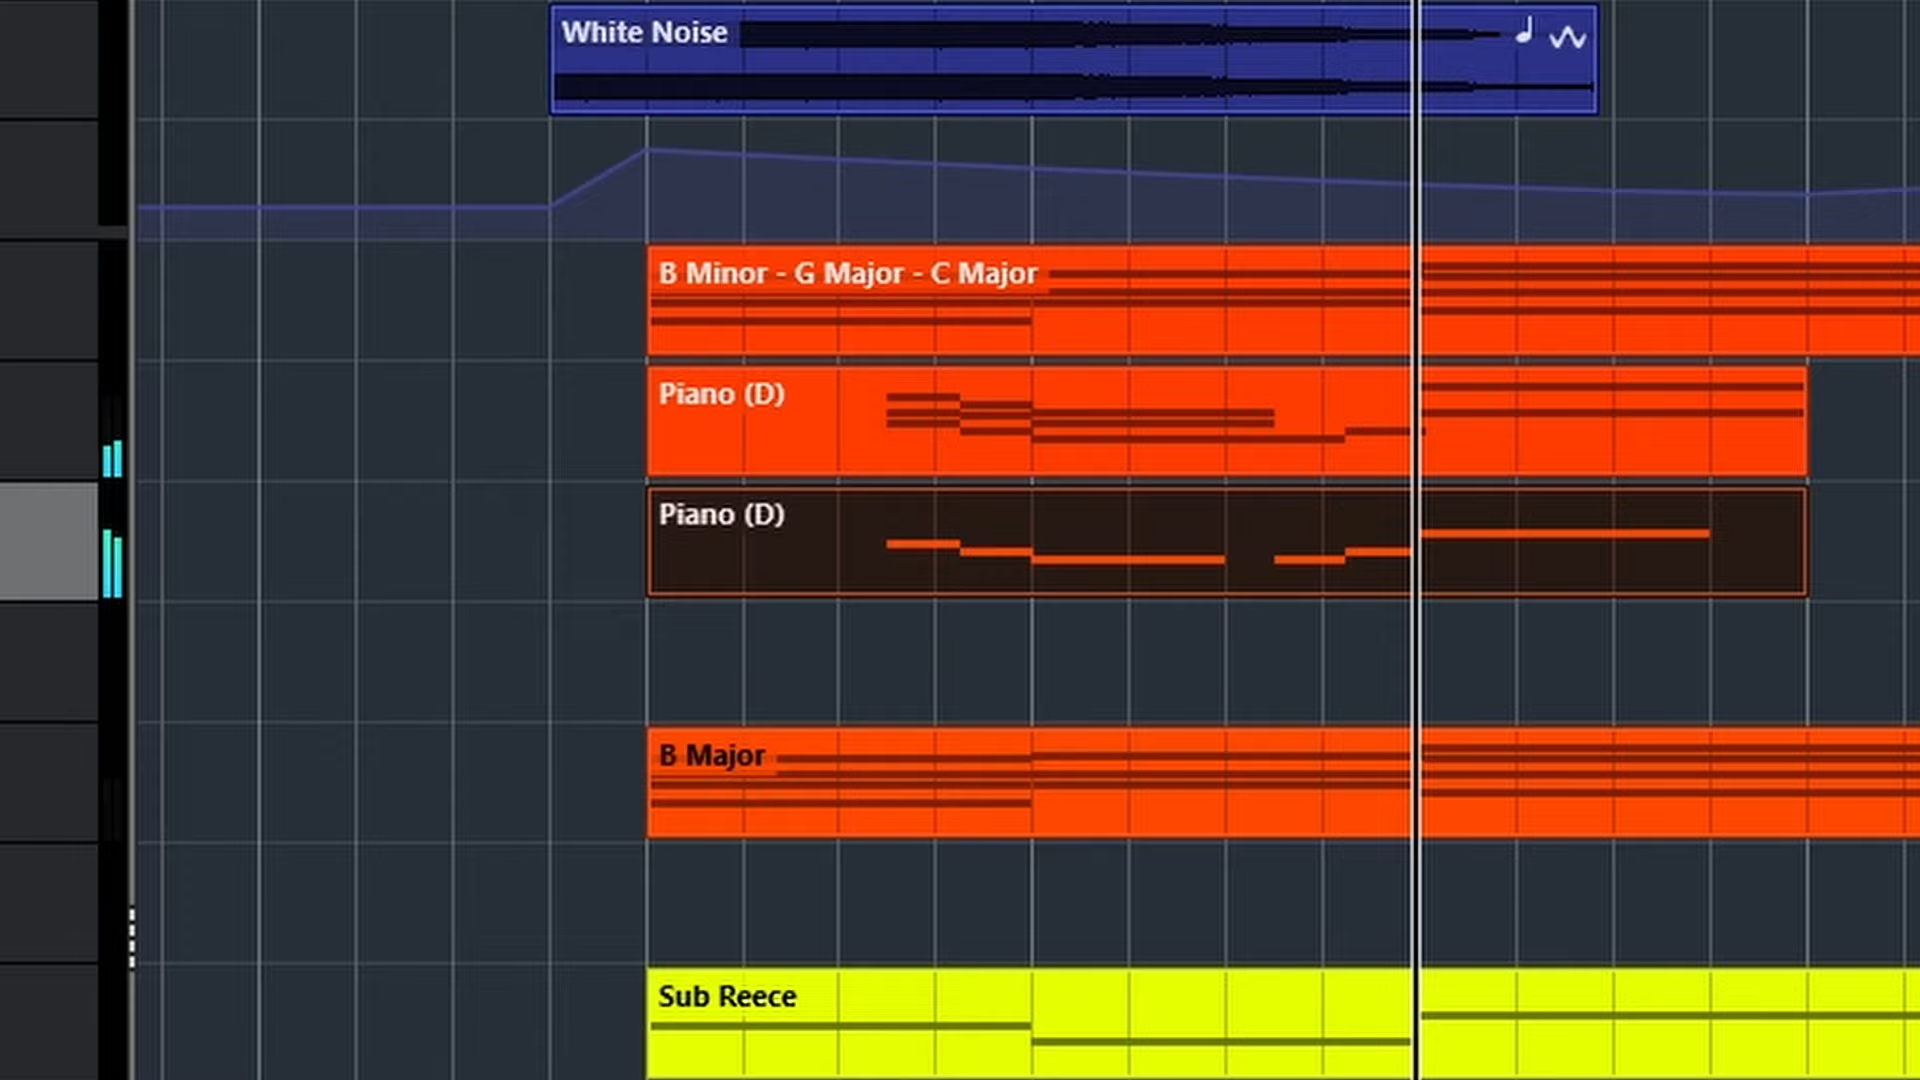 White Noise
B Minor - G Major - C Major
Piano (D)
Piano (D)
B Major
Sub Reece